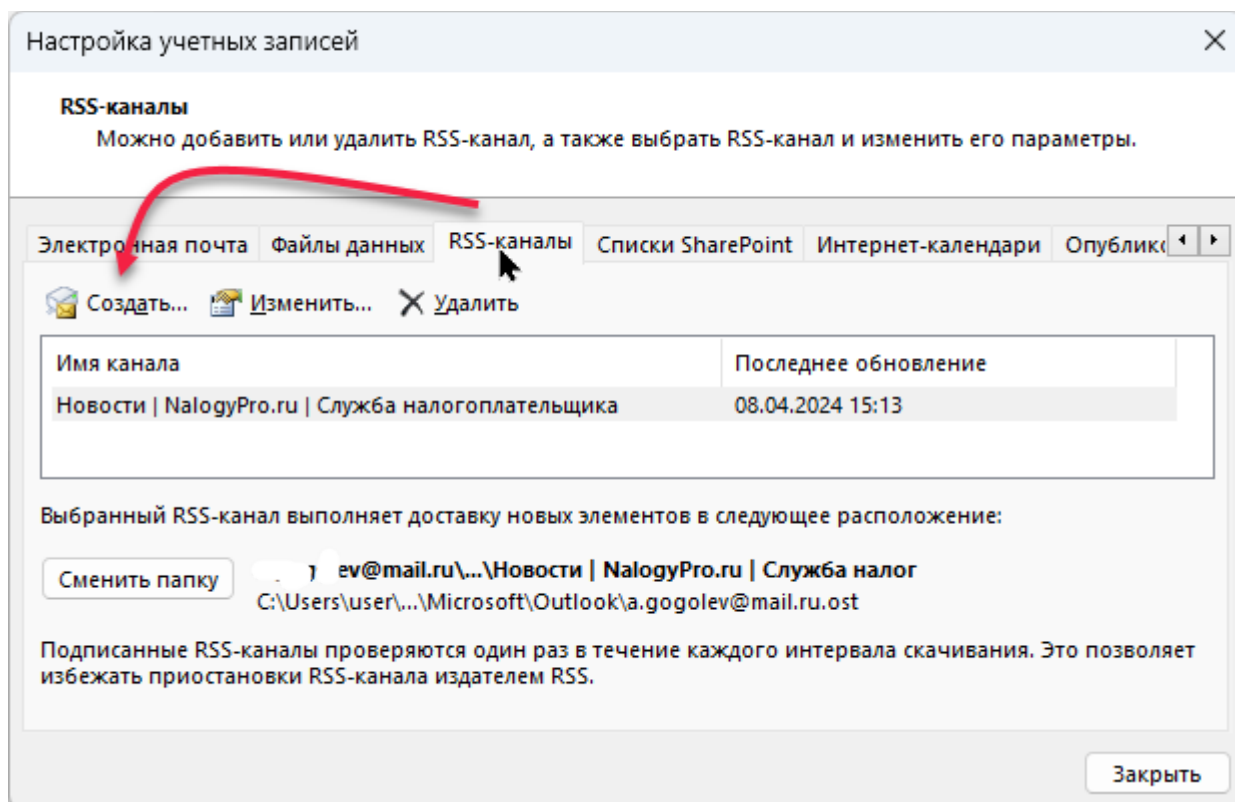 Настройка учетных записей
RSS-каналы
Можно добавить или удалить RSS-канал, а также выбрать RSS-канал и изменить его параметры.
Электронная почта Файлы данных RSS-каналы Списки SharePoint Интернет-календари
Создать... Изменить... Удалить
Имя канала Последнее обновление
Новости | NalogyPro.ru | Служба налогоплательщика 08.04.2024 15:13
Выбранный RSS-канал выполняет доставку новых элементов в следующее расположение:
Сменить папку ev@mail.ru\...\Новости | NalogyPro.ru | Служба налог
C:\Users\user\...\Microsoft\Outlook\a.gogolev@mail.ru.ost
Подписанные RSS-каналы проверяются один раз в течение каждого интервала скачивания. Это позволяет
избежать приостановки RSS-канала издателем RSS.
Закрыть